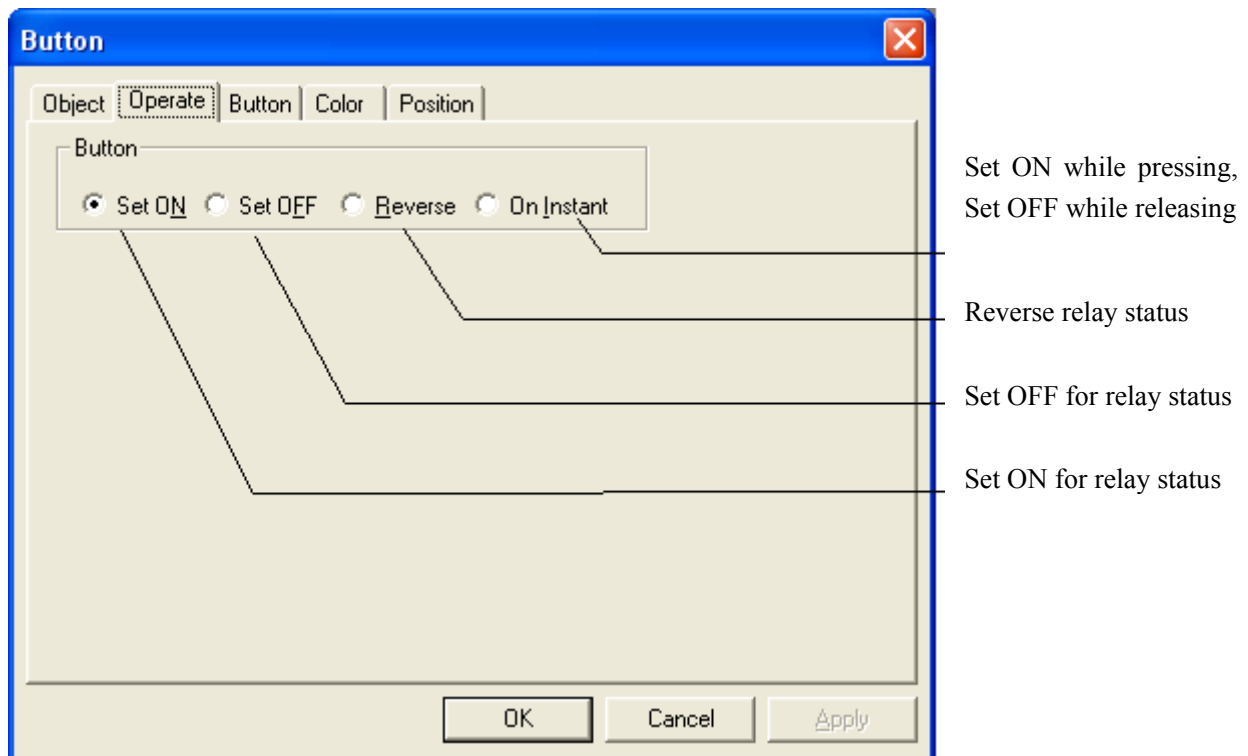 Button
Object Operate Button Color Position
Button
Set ON Set OFF Reverse On Instant
Set ON while pressing,
Set OFF while releasing
Reverse relay status
Set OFF for relay status
Set ON for relay status
OK Cancel Apply